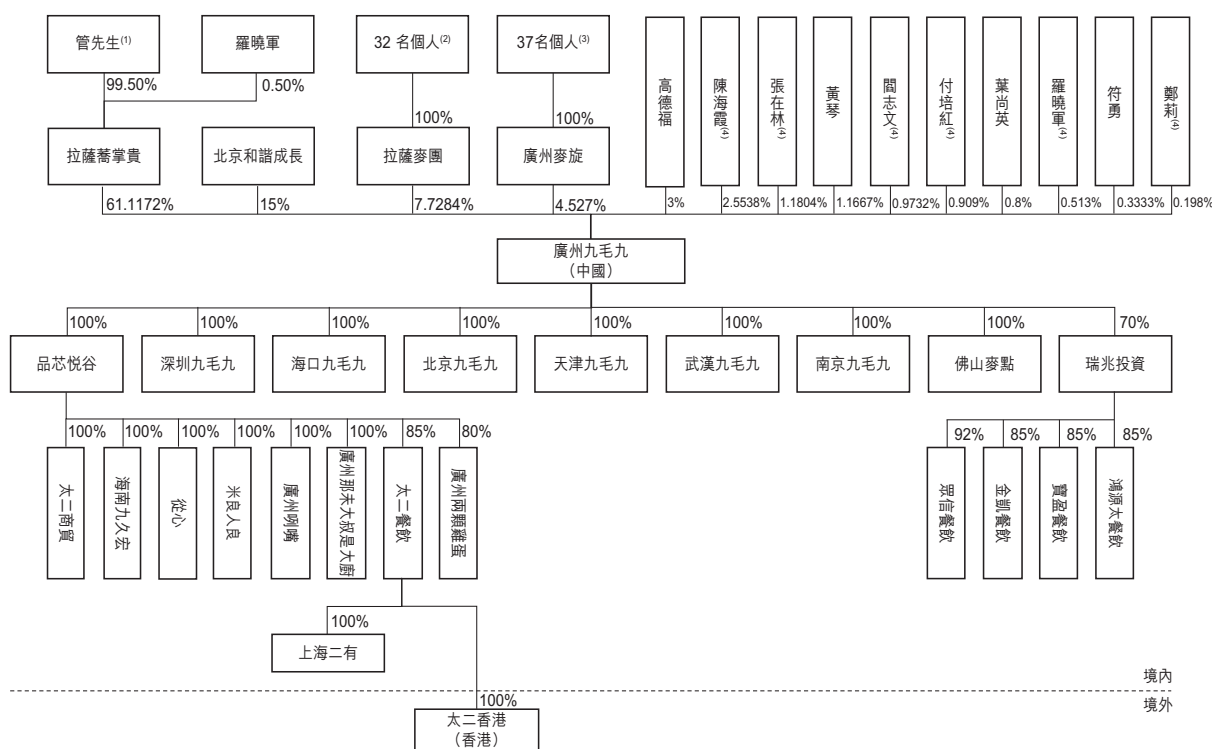 管先生(1)
羅曉軍
32 名個人(2)
37名個人(3)
99.50%
0.50%
100%
100%
拉薩蕎掌貴
北京和諧成長
拉薩麥團
廣州麥旋
高德福
陳海霞(4)
張在林(4)
黃琴
閻志文(4)
付培紅(4)
葉尚英
羅曉軍(4)
符勇
鄭莉(4)
61.1172%
15%
7.7284%
4.527%
3%
2.5538%
1.1804%
1.1667%
0.9732%
0.909%
0.8%
0.513%
0.3333%
0.198%
廣州九毛九
（中國）
100%
100%
100%
100%
100%
100%
100%
100%
70%
品芯悦谷
深圳九毛九
海口九毛九
北京九毛九
天津九毛九
武漢九毛九
南京九毛九
佛山麥點
瑞兆投資
100%
100%
100%
100%
100%
100%
85%
80%
92%
85%
85%
85%
太二商貿
海南九久宏
從心
米良人良
廣州唎嘴
廣州那未大叔是大廚
太二餐飲
廣州兩顆雞蛋
眾信餐飲
金凱餐飲
寶盈餐飲
鴻源太餐飲
100%
上海二有
境內
境外
100%
太二香港
（香港）